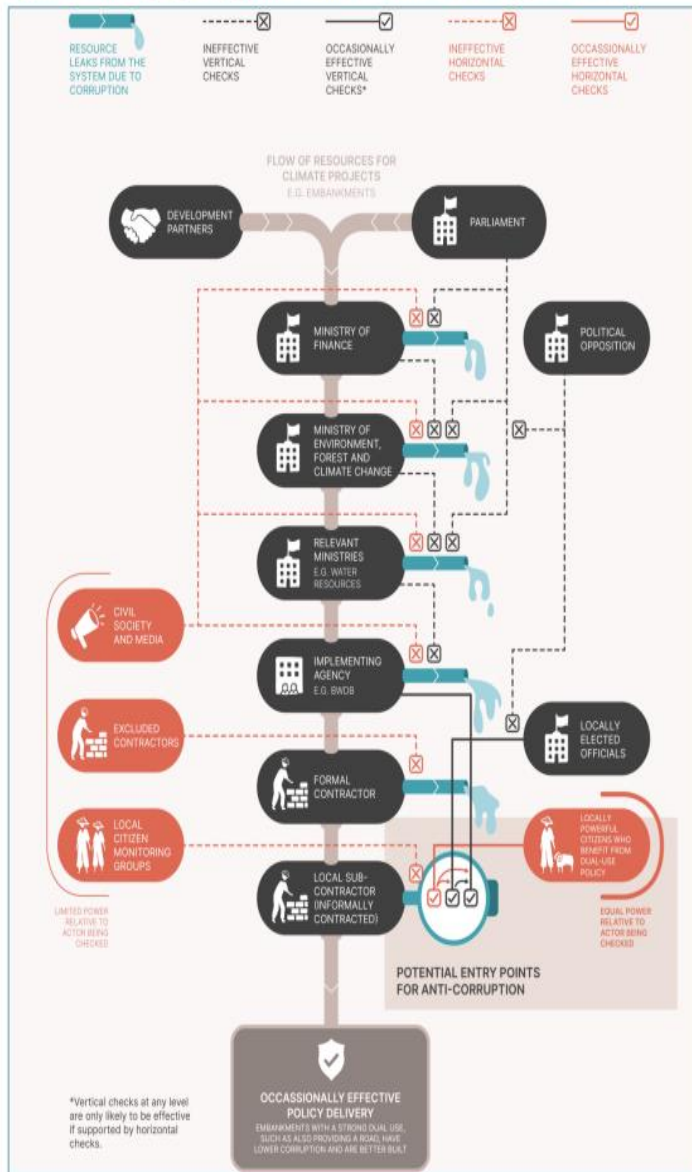 RESOURCE
LEAKS FROM THE
SYSTEM DUE TO
CORRUPTION
INEFFECTIVE
VERTICAL
CHECKS
OCCASIONALLY
EFFECTIVE
VERTICAL
CHECKS*
INEFFECTIVE
HORIZONTAL
CHECKS
OCCASSIONALLY
EFFECTIVE
HORIZONTAL
CHECKS
FLOW OF RESOURCES FOR
CLIMATE PROJECTS
E.G. EMBANKMENTS
DEVELOPMENT
PARTNERS
PARLIAMENT
MINISTRY OF
FINANCE
POLITICAL
OPPOSITION
MINISTRY OF
ENVIRONMENT,
FOREST AND
CLIMATE CHANGE
RELEVANT
MINISTRIES
E.G. WATER
RESOURCES
CIVIL
SOCIETY
AND MEDIA
IMPLEMENTING
AGENCY
E.G. BWDB
EXCLUDED
CONTRACTORS
LOCALLY
ELECTED
OFFICIALS
FORMAL
CONTRACTOR
LOCAL
CITIZEN
MONITORING
GROUPS
LOCALLY
POWERFUL
CITIZENS WHO
BENEFIT FROM
DUAL-USE
POLICY
LOCAL SUB-
CONTRACTOR
(INFORMALLY
CONTRACTED)
LIMITED POWER
RELATIVE TO
ACTOR BEING
CHECKED
EQUAL POWER
RELATIVE TO
ACTOR BEING
CHECKED
POTENTIAL ENTRY POINTS
FOR ANTI-CORRUPTION
OCCASSIONALLY EFFECTIVE
POLICY DELIVERY
EMBANKMENTS WITH A STRONG DUAL USE,
SUCH AS ALSO PROVIDING A ROAD, HAVE
LOWER CORRUPTION AND ARE BETTER BUILT
*Vertical checks at any level
are only likely to be effective
if supported by horizontal
checks.